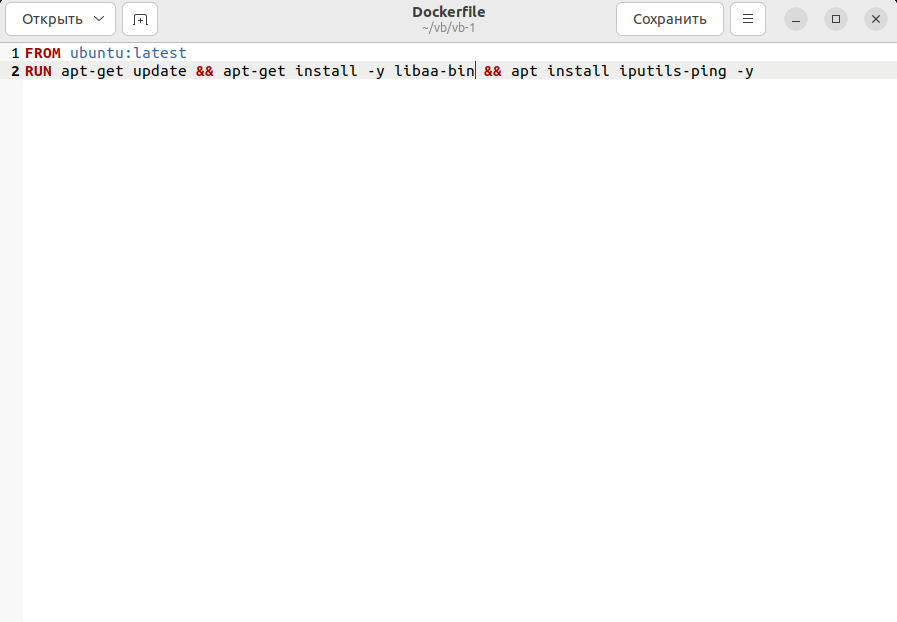 Открыть
Dockerfile
~/vb/vb-1
Сохранить
1 FROM ubuntu:latest
2 RUN apt-get update && apt-get install -y libaa-bin && apt install iputils-ping -y